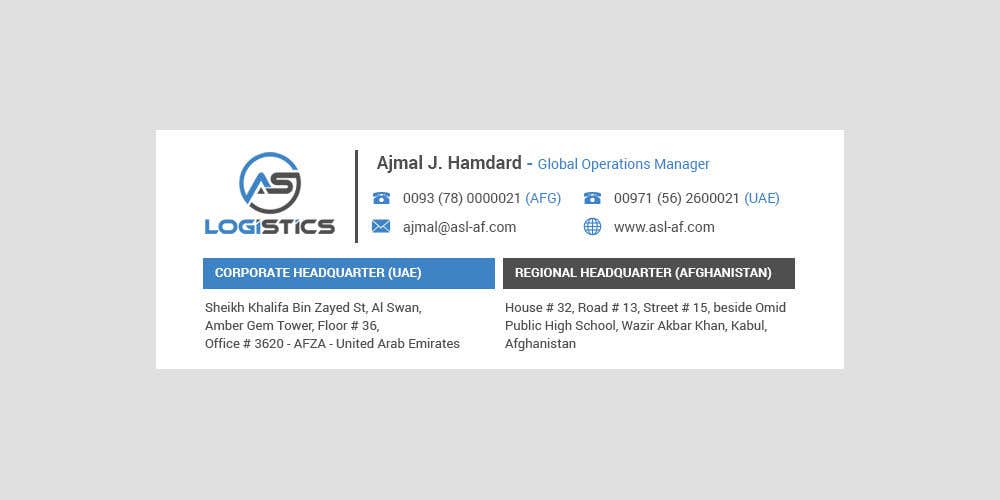 AS
LOGISTICS
Ajmal J. Hamdard - Global Operations Manager
0093 (78) 0000021 (AFG) 00971 (56) 2600021 (UAE)
ajmal@asl-af.com www.asl-af.com
CORPORATE HEADQUARTER (UAE)
Sheikh Khalifa Bin Zayed St, Al Swan,
Amber Gem Tower, Floor # 36,
Office # 3620 - AFZA - United Arab Emirates
REGIONAL HEADQUARTER (AFGHANISTAN)
House # 32, Road # 13, Street # 15, beside Omid
Public High School, Wazir Akbar Khan, Kabul,
Afghanistan